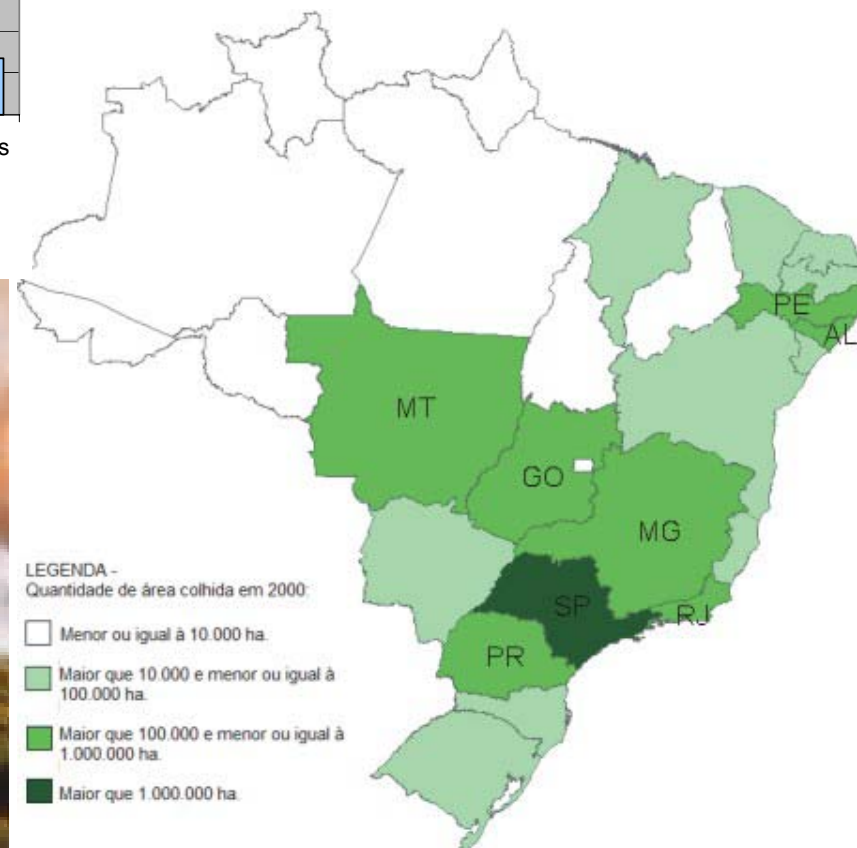 s
PE
AL
MT
GO
MG
SP
RJ
PR
LEGENDA -
Quantidade de área colhida em 2000:
Menor ou igual à 10.000 ha.
Maior que 10.000 e menor ou igual à
100.000 ha.
Maior que 100.000 e menor ou igual à
1.000.000 ha.
Maior que 1.000.000 ha.